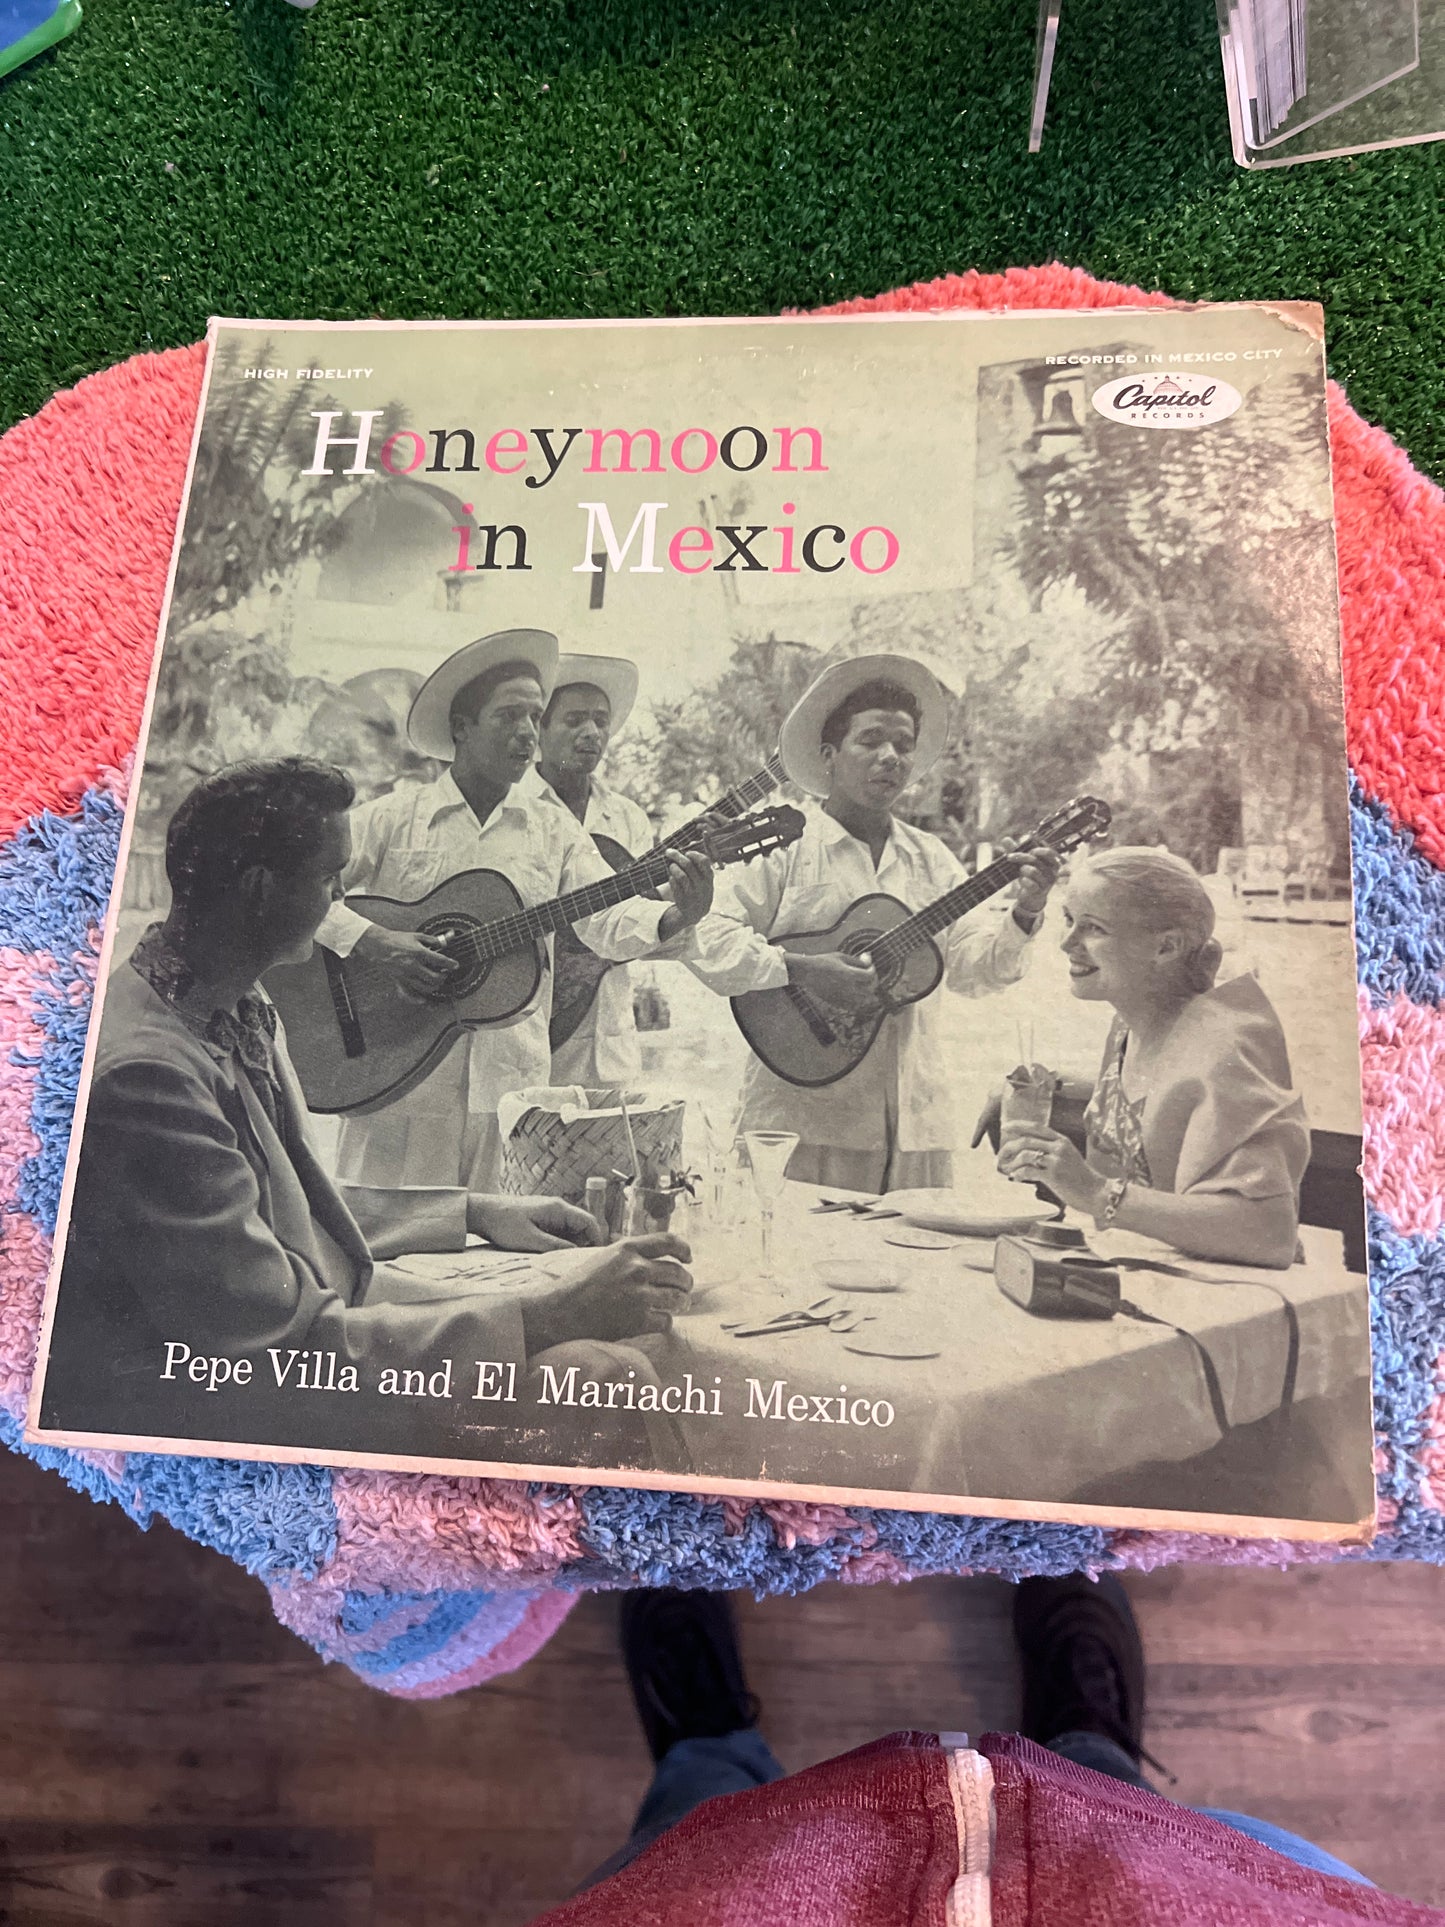 HIGH FIDELITY
RECORDED IN MEXICO CITY
Capitol
RECORDS
Honeymoon
in Mexico
Pepe Villa and El Mariachi Mexico